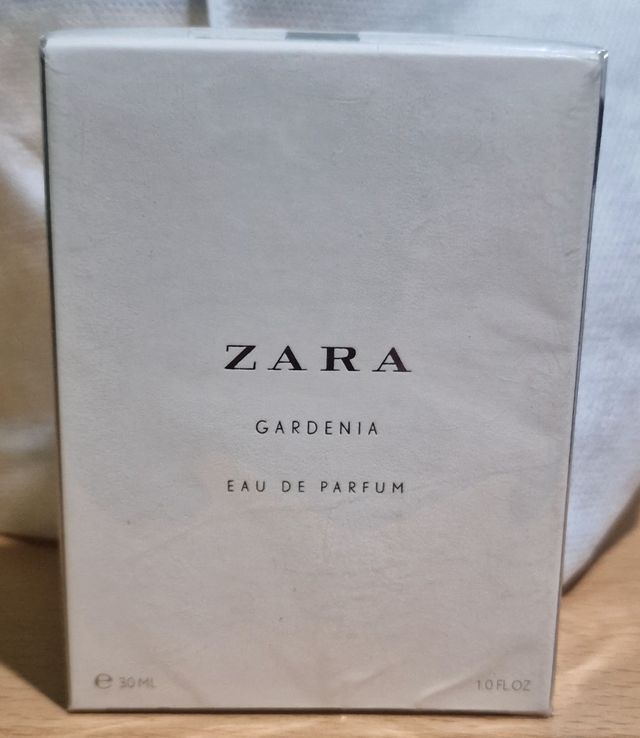 ZARA
GARDENIA
EAU DE PARFUM
℮ 30 ML
1.0 FL OZ